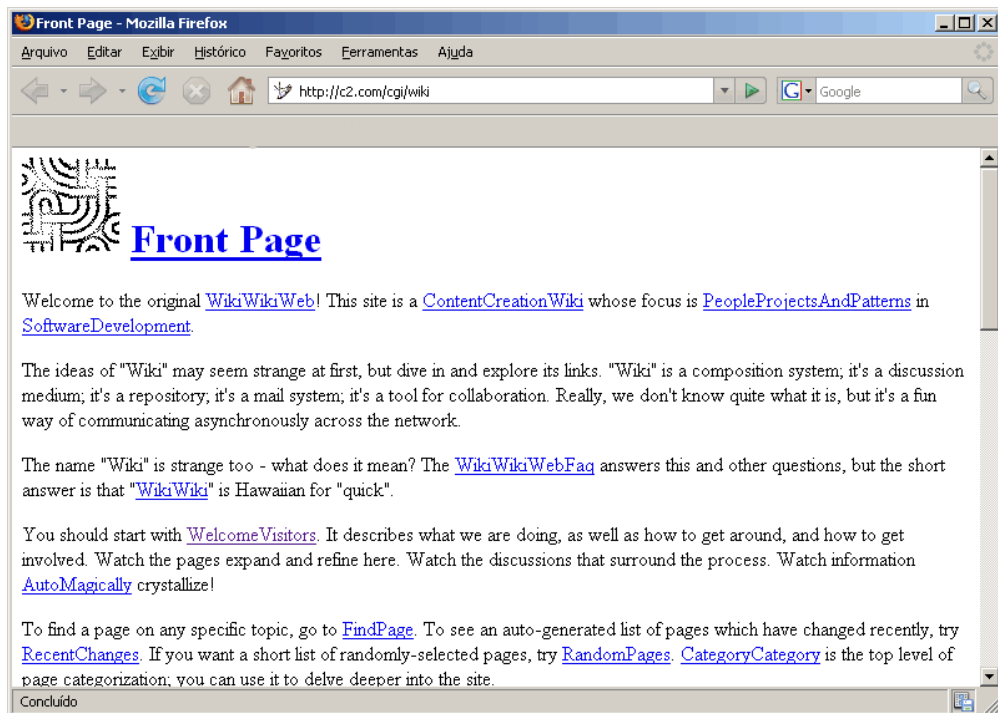 Front Page - Mozilla Firefox
Arquivo Editar Exibir Histórico Favoritos Ferramentas Ajuda
http://c2.com/cgi/wiki G Google
Front Page
Welcome to the original WikiWikiWeb! This site is a ContentCreationWiki whose focus is PeopleProjectsAndPatterns in
SoftwareDevelopment.
The ideas of "Wiki" may seem strange at first, but dive in and explore its links. "Wiki" is a composition system; it's a discussion
medium; it's a repository; it's a mail system; it's a tool for collaboration. Really, we don't know quite what it is, but it's a fun
way of communicating asynchronously across the network.
The name "Wiki" is strange too - what does it mean? The WikiWikiWebFaq answers this and other questions, but the short
answer is that "WikiWiki" is Hawaiian for "quick".
You should start with WelcomeVisitors. It describes what we are doing, as well as how to get around, and how to get
involved. Watch the pages expand and refine here. Watch the discussions that surround the process. Watch information
AutoMagically crystallize!
To find a page on any specific topic, go to FindPage. To see an auto-generated list of pages which have changed recently, try
RecentChanges. If you want a short list of randomly-selected pages, try RandomPages. CategoryCategory is the top level of
page categorization; you can use it to delve deeper into the site.
Concluído